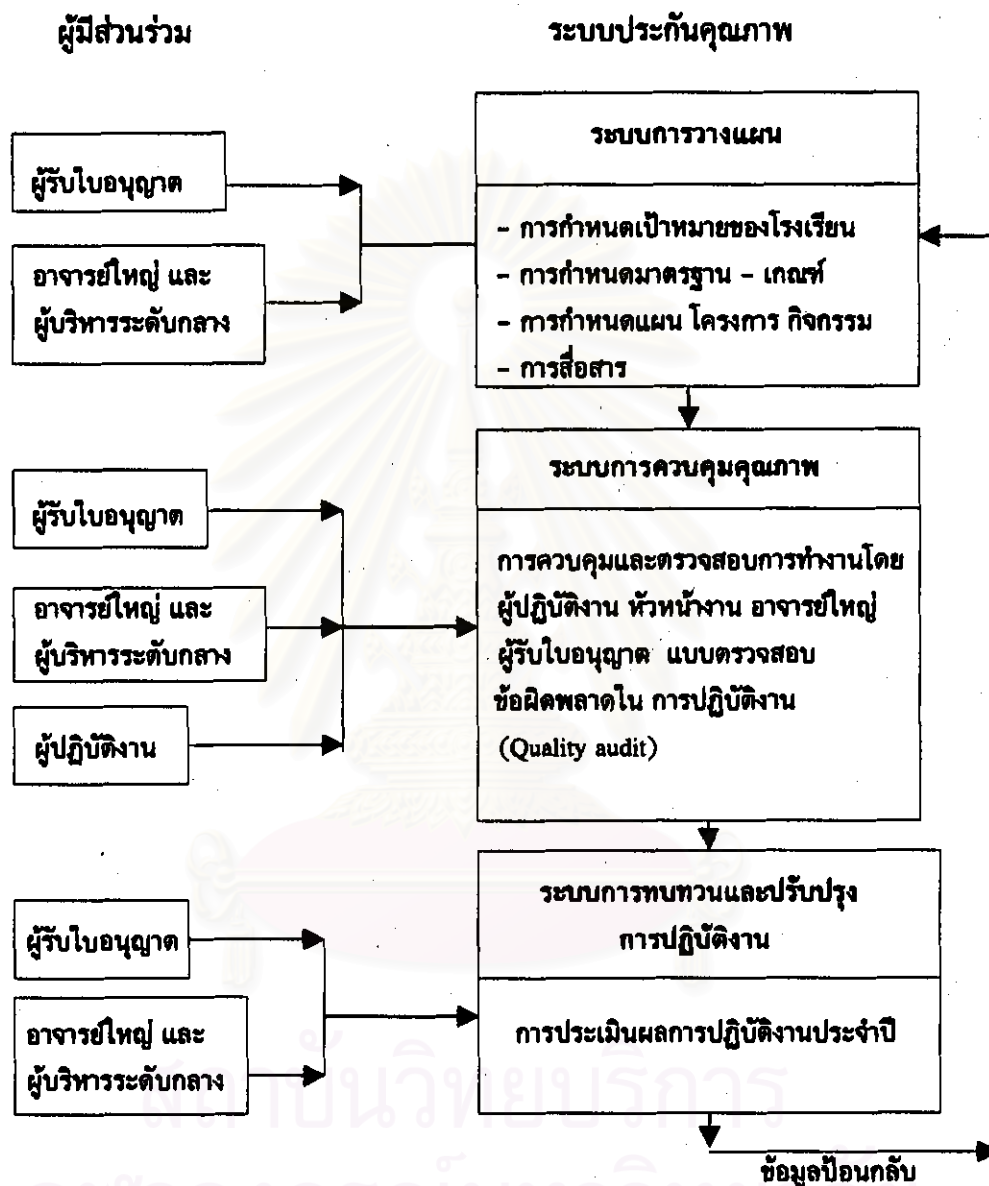 ผู้มีส่วนร่วม
ระบบประกันคุณภาพ
ระบบการวางแผน
ผู้รับใบอนุญาต
อาจารย์ใหญ่ และ
ผู้บริหารระดับกลาง
- การกำหนดเป้าหมายของโรงเรียน
- การกำหนดมาตรฐาน - เกณฑ์
- การกำหนดแผน โครงการ กิจกรรม
- การสื่อสาร
ระบบการควบคุมคุณภาพ
ผู้รับใบอนุญาต
อาจารย์ใหญ่ และ
ผู้บริหารระดับกลาง
ผู้ปฏิบัติงาน
การควบคุมและตรวจสอบการทำงานโดย
ผู้ปฏิบัติงาน หัวหน้างาน อาจารย์ใหญ่
ผู้รับใบอนุญาต แบบตรวจสอบ
ข้อผิดพลาดใน การปฏิบัติงาน
(Quality audit)
ระบบการทบทวนและปรับปรุง
การปฏิบัติงาน
ผู้รับใบอนุญาต
อาจารย์ใหญ่ และ
ผู้บริหารระดับกลาง
การประเมินผลการปฏิบัติงานประจำปี
สถาบันวิทยบริการ
ข้อมูลป้อนกลับ